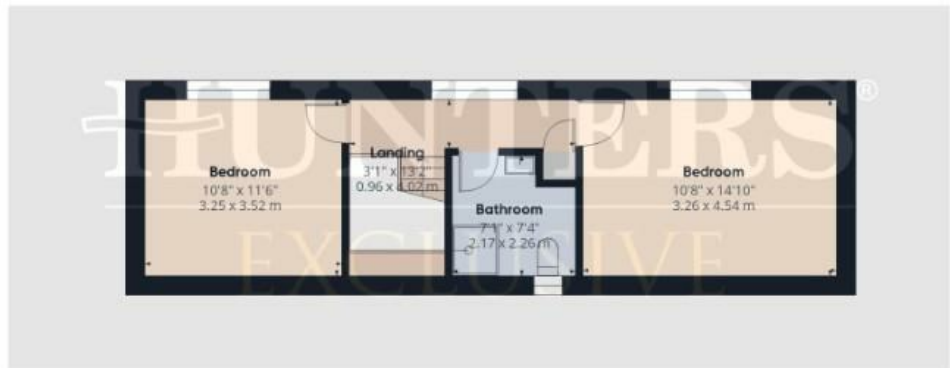 HUNTERS®
EXCLUSIVE
Bedroom
10'8" x 11'6"
3.25 x 3.52 m
Landing
3'1" x 13'2"
0.96 x 4.02 m
Bathroom
7'1" x 7'4"
2.17 x 2.26 m
Bedroom
10'8" x 14'10"
3.26 x 4.54 m